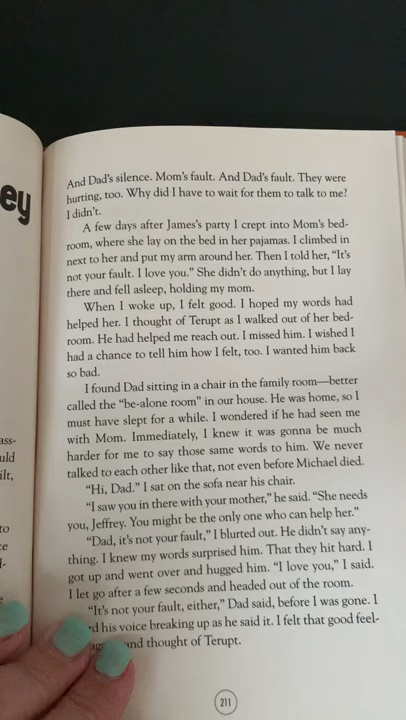 ey
ass-
uld
ilt,
to
ce
And Dad's silence. Mom's fault. And Dad's fault. They were
hurting, too. Why did I have to wait for them to talk to me?
I didn't.
A few days after James's party I crept into Mom's bed-
room, where she lay on the bed in her pajamas. I climbed in
next to her and put my arm around her. Then I told her, "It's
not your fault. I love you." She didn't do anything, but I lay
there and fell asleep, holding my mom.
When I woke up, I felt good. I hoped my words had
helped her. I thought of Terupt as I walked out of her bed-
room. He had helped me reach out. I missed him. I wished I
had a chance to tell him how I felt, too. I wanted him back
so bad.
I found Dad sitting in a chair in the family room—better
called the "be-alone room" in our house. He was home, so I
must have slept for a while. I wondered if he had seen me
with Mom. Immediately, I knew it was gonna be much
harder for me to say those same words to him. We never
talked to each other like that, not even before Michael died.
"Hi, Dad." I sat on the sofa near his chair.
"I saw you in there with your mother," he said. "She needs
you, Jeffrey. You might be the only one who can help her."
"Dad, it's not your fault," I blurted out. He didn't say any-
thing. I knew my words surprised him. That they hit hard. I
got up and went over and hugged him. "I love you," I said.
I let go after a few seconds and headed out of the room.
"It's not your fault, either," Dad said, before I was gone. I
his voice breaking up as he said it. I felt that good feel-
and thought of Terupt.
211